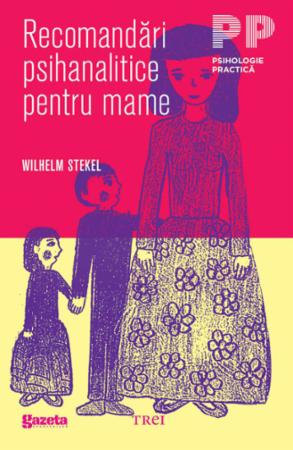 Recomandări
psihanalitice
pentru mame
PP
PSIHOLOGIE
PRACTICĂ
WILHELM STEKEL
gazeta
TREI